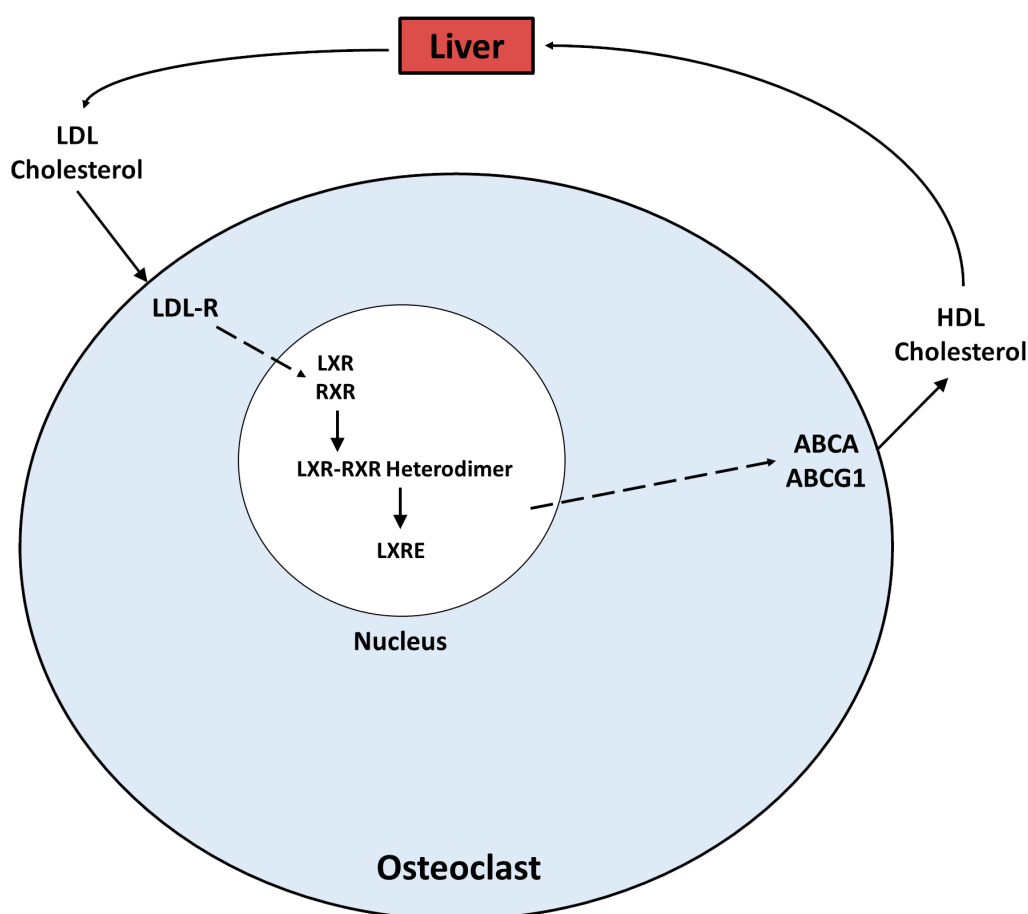 Liver
LDL
Cholesterol
LDL-R
LXR
RXR
LXR-RXR Heterodimer
LXRE
Nucleus
ABCA
ABCG1
HDL
Cholesterol
Osteoclast